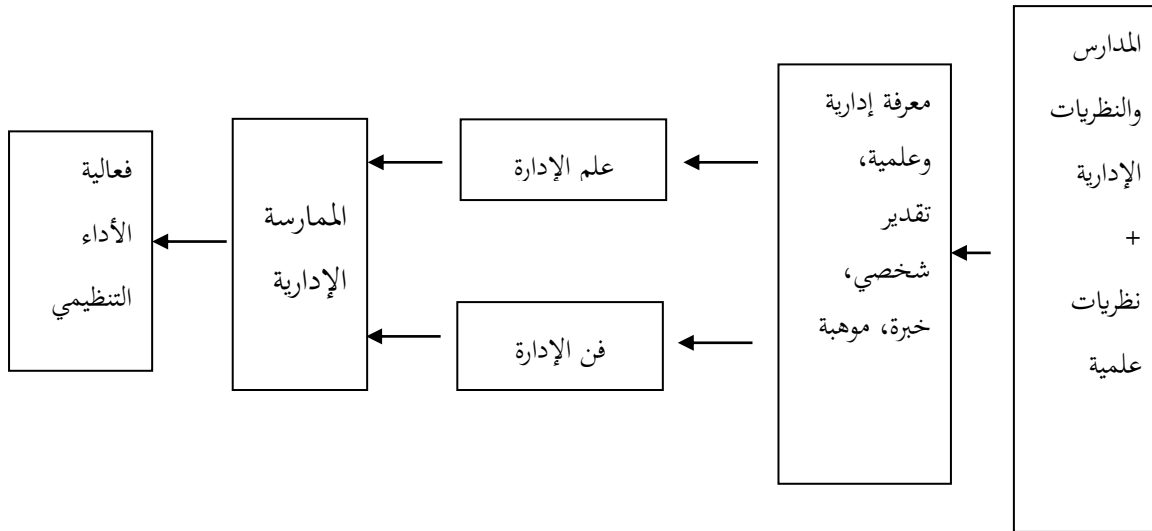 المدارس
والنظريات
الإدارية
+
نظريات
علمية
معرفة إدارية
وعلمية،
تقدير
شخصي،
خبرة، موهبة
علم الإدارة
فن الإدارة
الممارسة
الإدارية
فعالية
الأداء
التنظيمي